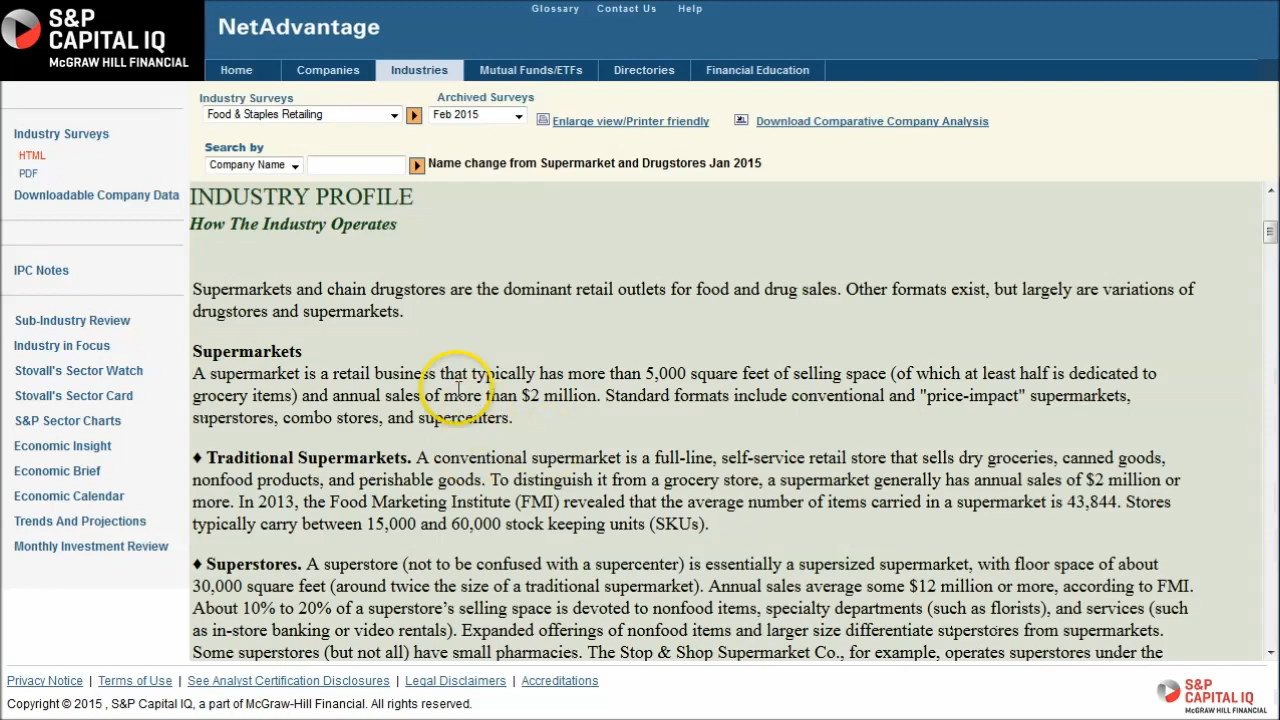 S&P
CAPITAL IQ
McGRAW HILL FINANCIAL
Glossary Contact Us Help
NetAdvantage
Home Companies Industries Mutual Funds/ETFs Directories Financial Education
Industry Surveys Archived Surveys
Food & Staples Retailing Feb 2015 Enlarge view/Printer friendly Download Comparative Company Analysis
Search by
Company Name Name change from Supermarket and Drugstores Jan 2015
Industry Surveys
HTML
PDF
Downloadable Company Data
IPC Notes
Sub-Industry Review
Industry in Focus
Stovall's Sector Watch
Stovall's Sector Card
S&P Sector Charts
Economic Insight
Economic Brief
Economic Calendar
Trends And Projections
Monthly Investment Review
INDUSTRY PROFILE
How The Industry Operates
Supermarkets and chain drugstores are the dominant retail outlets for food and drug sales. Other formats exist, but largely are variations of
drugstores and supermarkets.
Supermarkets
A supermarket is a retail business that typically has more than 5,000 square feet of selling space (of which at least half is dedicated to
grocery items) and annual sales of more than $2 million. Standard formats include conventional and "price-impact" supermarkets,
superstores, combo stores, and supercenters.
♦ Traditional Supermarkets. A conventional supermarket is a full-line, self-service retail store that sells dry groceries, canned goods,
nonfood products, and perishable goods. To distinguish it from a grocery store, a supermarket generally has annual sales of $2 million or
more. In 2013, the Food Marketing Institute (FMI) revealed that the average number of items carried in a supermarket is 43,844. Stores
typically carry between 15,000 and 60,000 stock keeping units (SKUs).
♦ Superstores. A superstore (not to be confused with a supercenter) is essentially a supersized supermarket, with floor space of about
30,000 square feet (around twice the size of a traditional supermarket). Annual sales average some $12 million or more, according to FMI.
About 10% to 20% of a superstore's selling space is devoted to nonfood items, specialty departments (such as florists), and services (such
as in-store banking or video rentals). Expanded offerings of nonfood items and larger size differentiate superstores from supermarkets.
Some superstores (but not all) have small pharmacies. The Stop & Shop Supermarket Co., for example, operates superstores under the
Privacy Notice | Terms of Use | See Analyst Certification Disclosures | Legal Disclaimers | Accreditations
Copyright © 2015 , S&P Capital IQ, a part of McGraw-Hill Financial. All rights reserved.
S&P
CAPITAL IQ
McGRAW HILL FINANCIAL